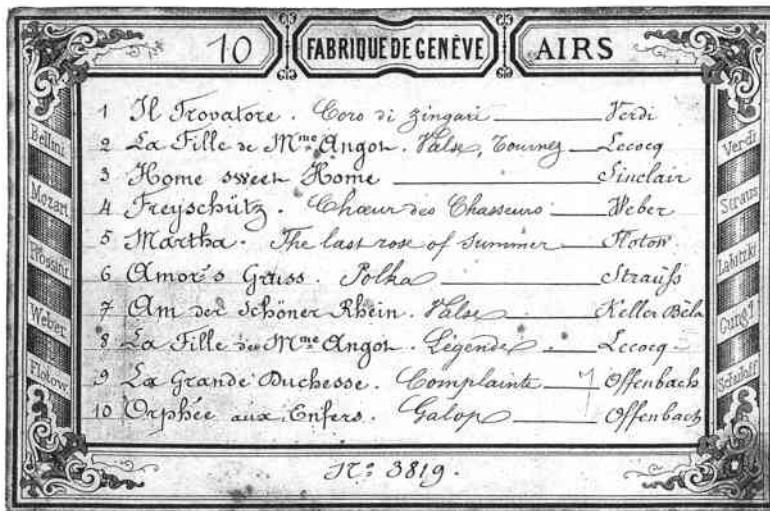 10 FABRIQUE DE GENÈVE AIRS
1 Il Trovatore. Coro di Zingari Verdi
2 La Fille de Mme Angot. Valse, Tournez Lecocq
3 Home sweet Home Sinclair
4 Freyschütz. Chœur des Chasseurs Weber
5 Martha. The last rose of Summer Flotow
6 Amor's Gruss. Polka Strauſs
7 Am der Schöner Rhein. Valse Keller Béla
8 La Fille de Mme Angot. Légende Lecocq
9 La Grande Duchesse. Complainte Offenbach
10 Orphée aux Enfers. Galop Offenbach
Bellini
Mozart
Rossini
Weber
Flotow
Verdi
Straus
Labitzki
Gung'l
Schulhoff
No: 3819.